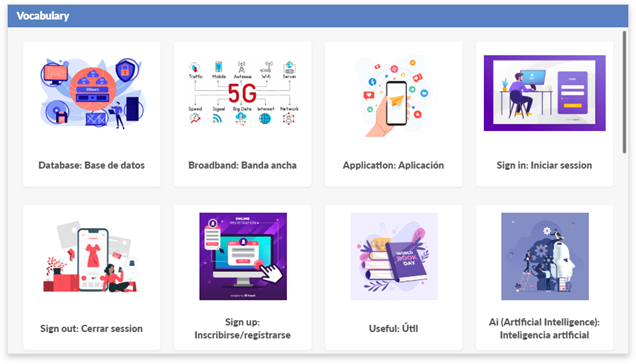 Vocabulary
Traffic Mobile Antenna Wifi Server
5G
Speed Signal Big Data Internet Network
Database: Base de datos
Broadband: Banda ancha
Application: Aplicación
Sign in: Iniciar session
ONLINE
REGISTRATION
SIGN UP
BOOK
DAY
Sign out: Cerrar session
Sign up:
Inscribirse/registrarse
Useful: Útil
Ai (Artificial Intelligence):
Inteligencia artificial